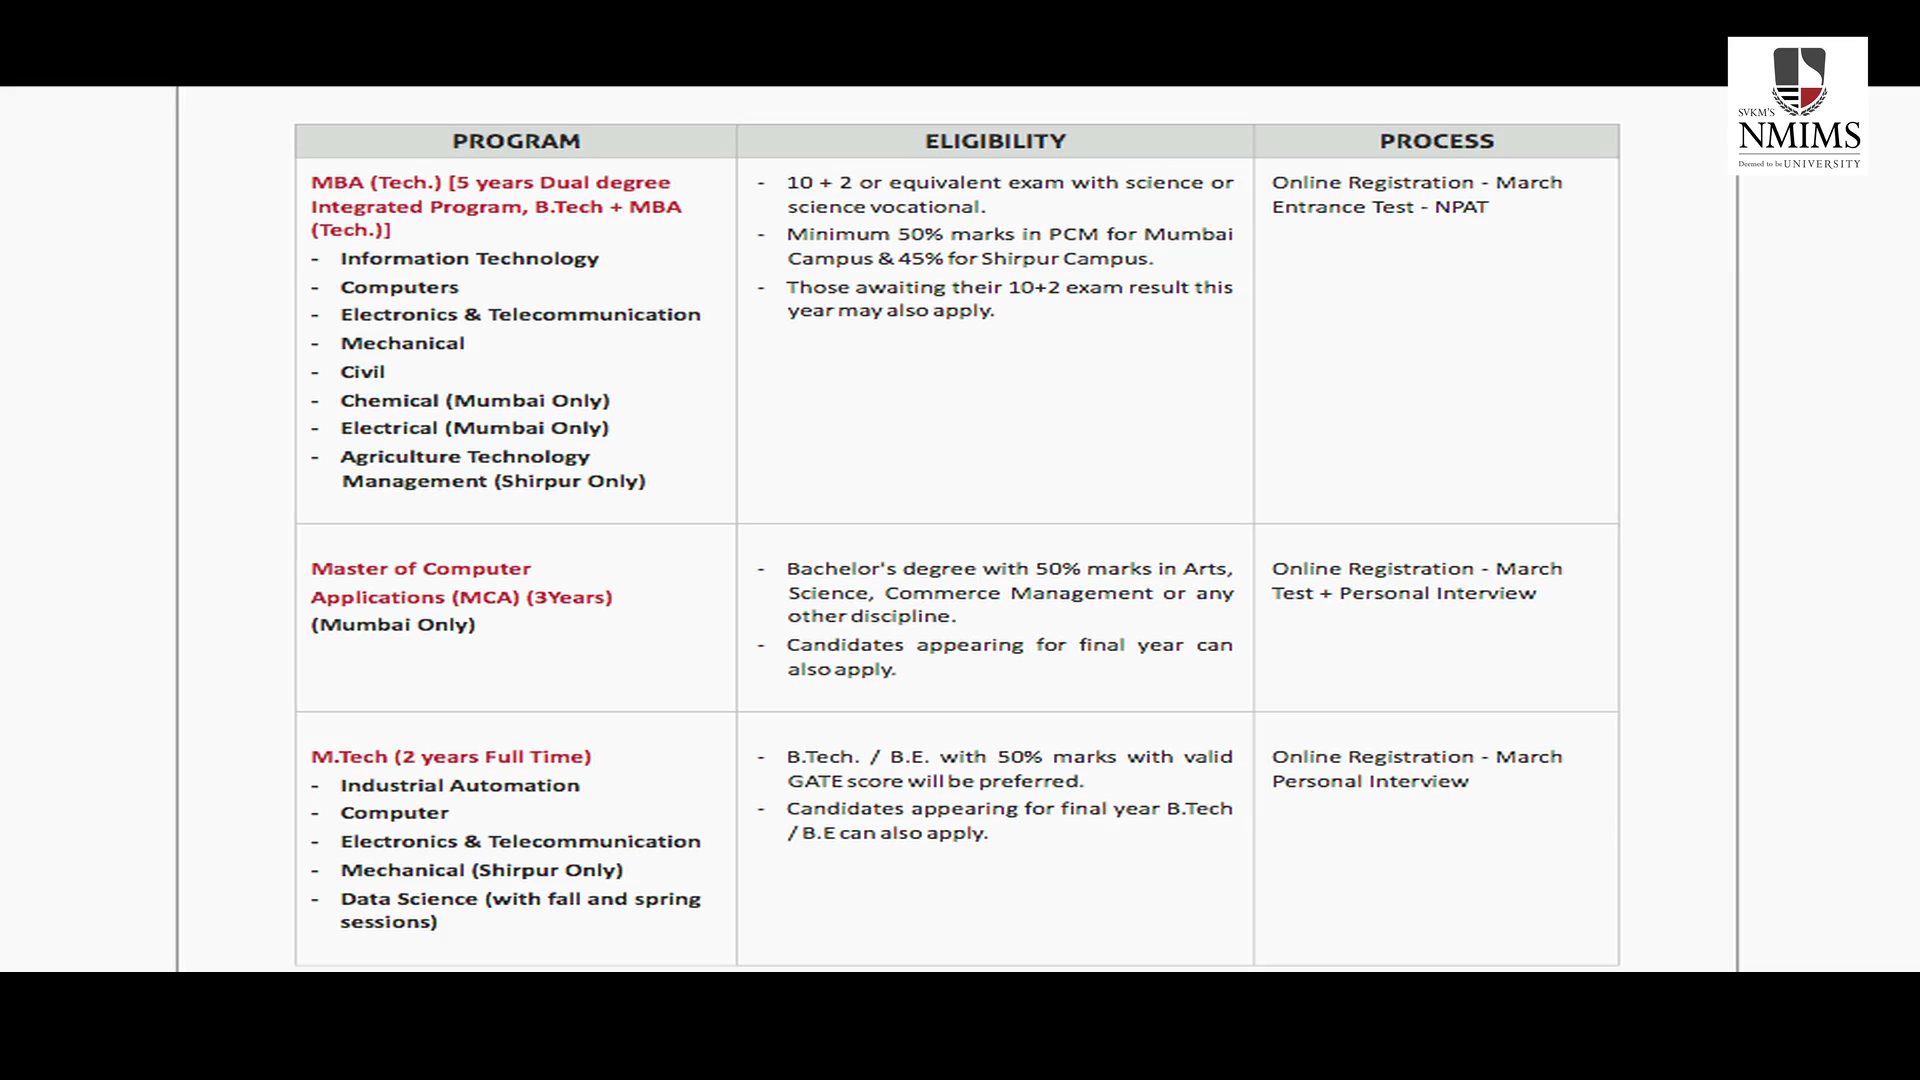 SVKM'S
NMIMS
Deemed to be UNIVERSITY
PROGRAM
ELIGIBILITY
PROCESS
MBA (Tech.) [5 years Dual degree
Integrated Program, B.Tech + MBA
(Tech.)]
- Information Technology
- Computers
- Electronics & Telecommunication
- Mechanical
- Civil
- Chemical (Mumbai Only)
- Electrical (Mumbai Only)
- Agriculture Technology
Management (Shirpur Only)
- 10 + 2 or equivalent exam with science or
science vocational.
- Minimum 50% marks in PCM for Mumbai
Campus & 45% for Shirpur Campus.
- Those awaiting their 10+2 exam result this
year may also apply.
Online Registration - March
Entrance Test - NPAT
Master of Computer
Applications (MCA) (3Years)
(Mumbai Only)
- Bachelor's degree with 50% marks in Arts,
Science, Commerce Management or any
other discipline.
- Candidates appearing for final year can
also apply.
Online Registration - March
Test + Personal Interview
M.Tech (2 years Full Time)
- Industrial Automation
- Computer
- Electronics & Telecommunication
- Mechanical (Shirpur Only)
- Data Science (with fall and spring
sessions)
- B.Tech. / B.E. with 50% marks with valid
GATE score will be preferred.
- Candidates appearing for final year B.Tech
/ B.E can also apply.
Online Registration - March
Personal Interview